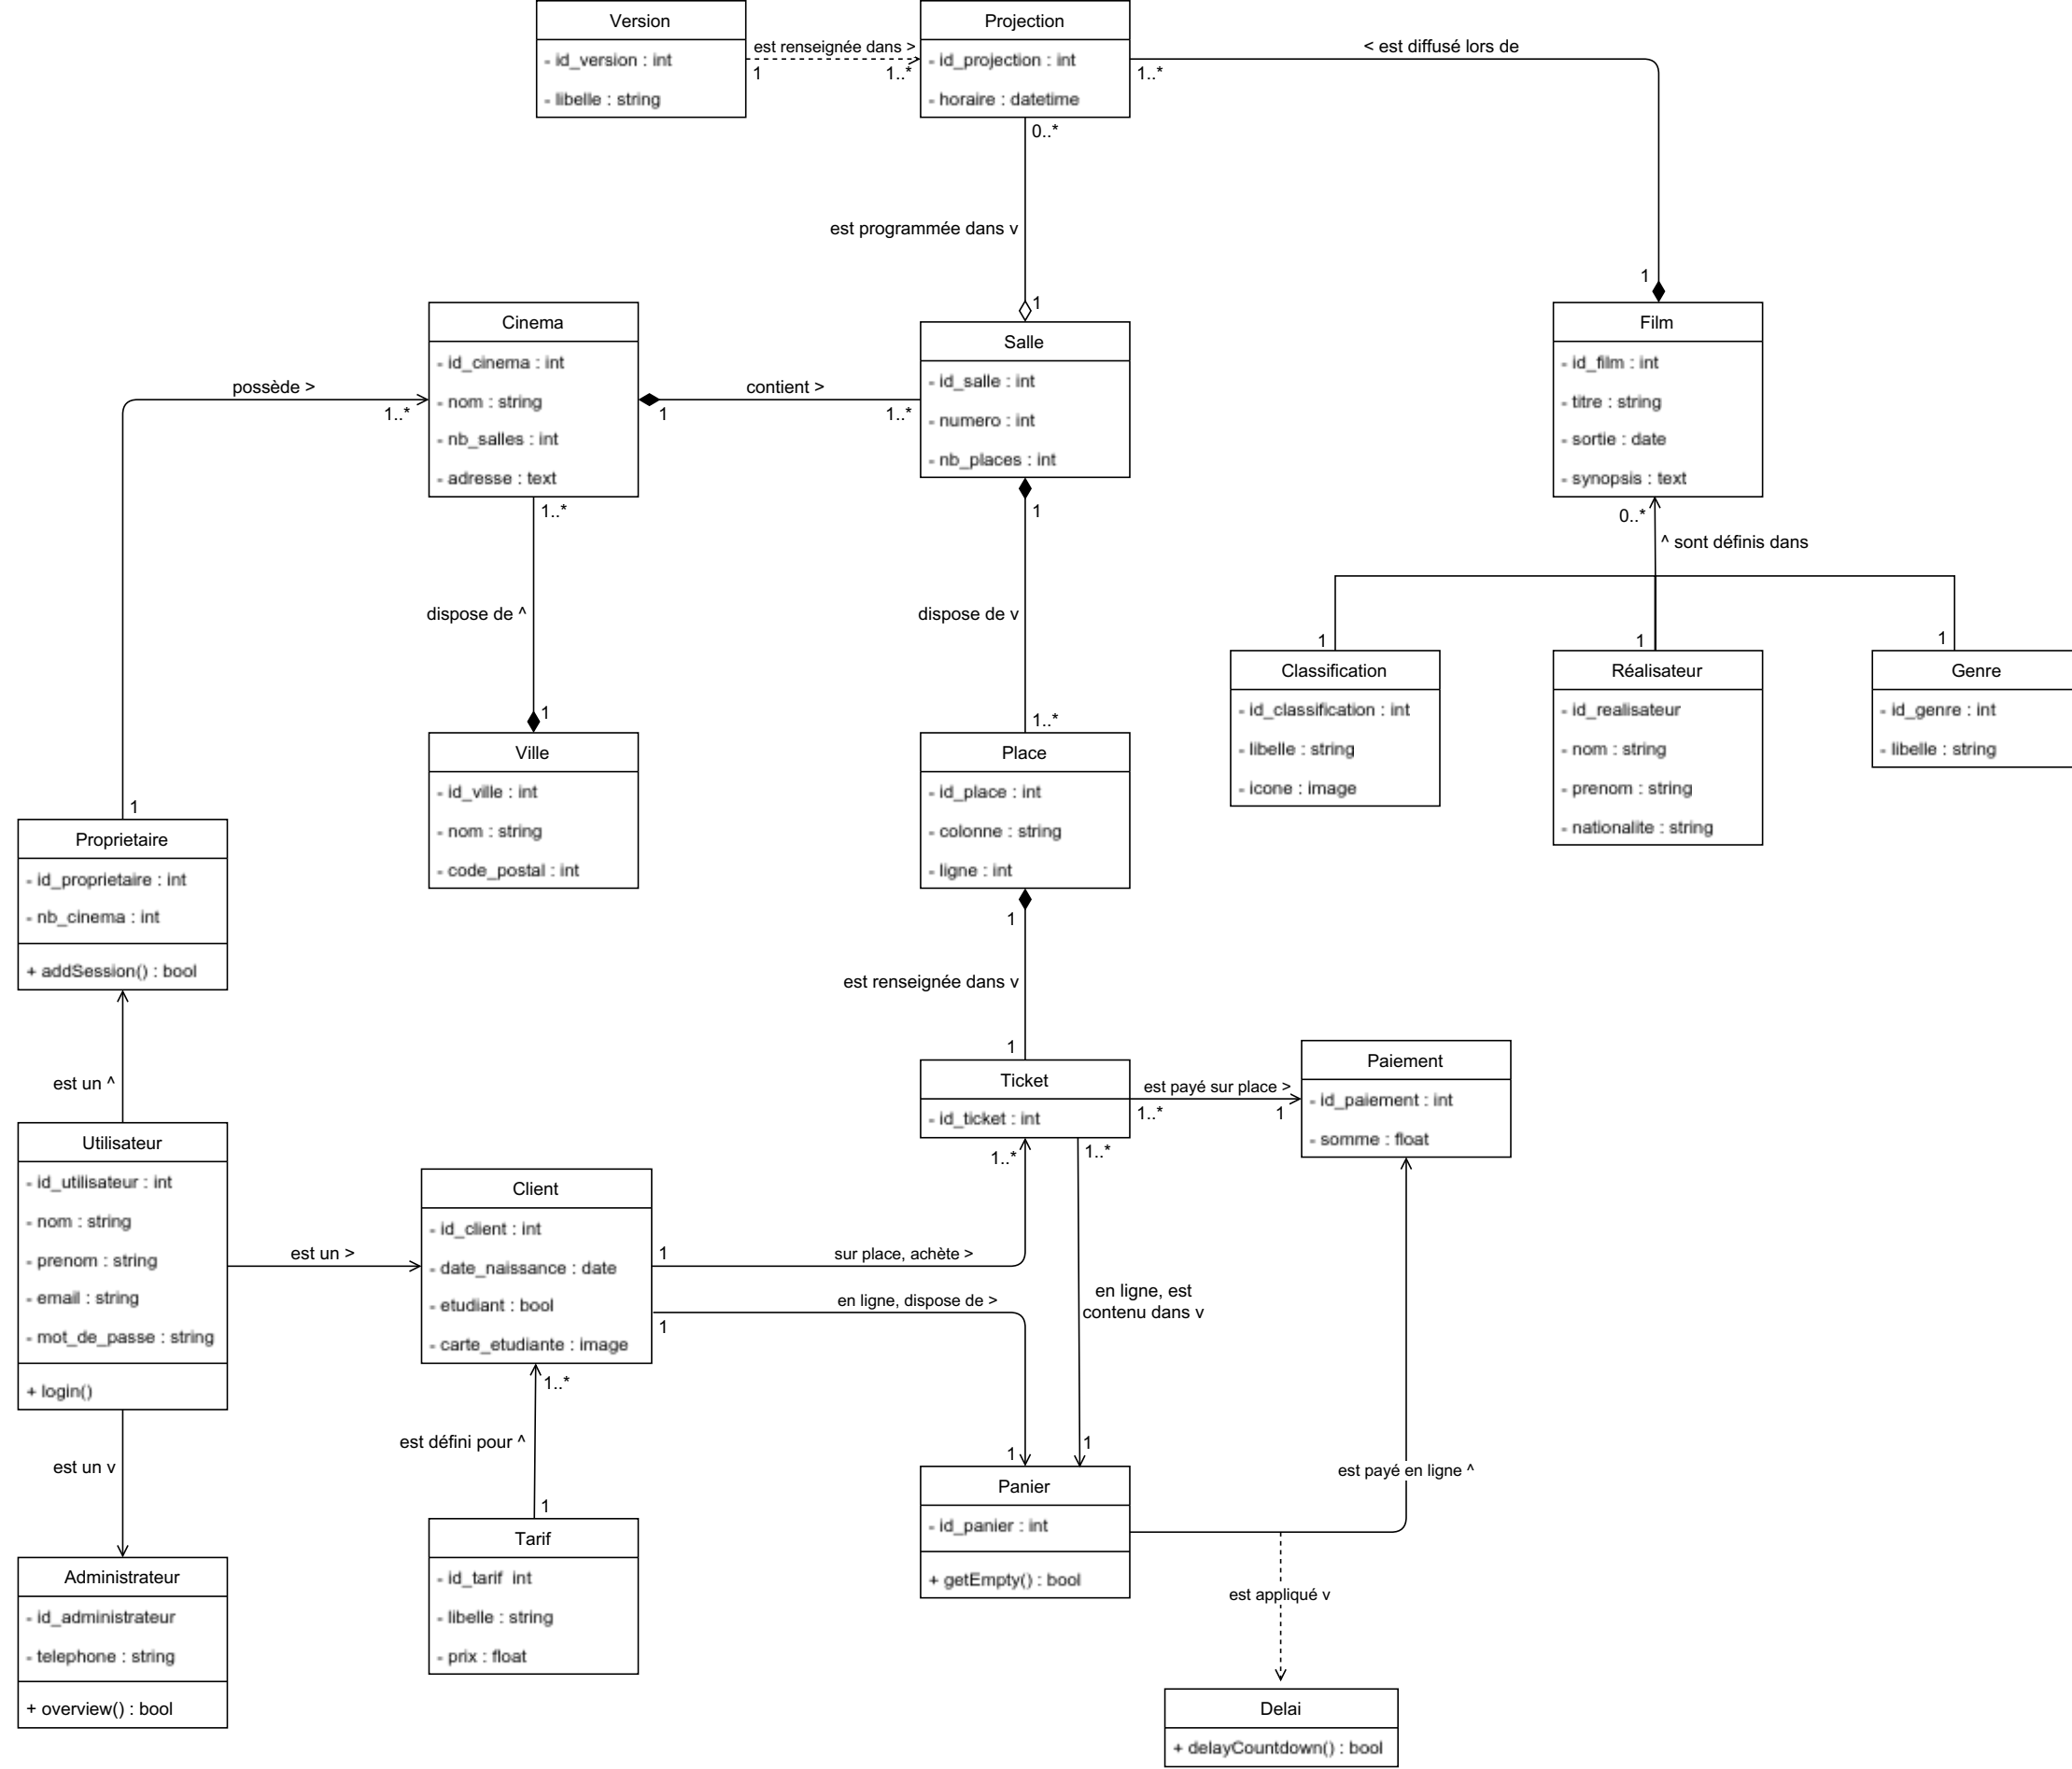 Version
- id_version : int
- libelle : string
est renseignée dans >
1
1..*
Projection
- id_projection : int
- horaire : datetime
< est diffusé lors de
1..*
0..*
est programmée dans v
1
1
Cinema
- id_cinema : int
- nom : string
- nb_salles : int
- adresse : text
possède >
1..*
contient >
1
1..*
Salle
- id_salle : int
- numero : int
- nb_places : int
Film
- id_film : int
- titre : string
- sortie : date
- synopsis : text
1..*
1
0..*
^ sont définis dans
dispose de ^
dispose de v
1
1
1
1
1..*
Ville
- id_ville : int
- nom : string
- code_postal : int
Place
- id_place : int
- colonne : string
- ligne : int
Classification
- id_classification : int
- libelle : string
- icone : image
Réalisateur
- id_realisateur
- nom : string
- prenom : string
- nationalite : string
Genre
- id_genre : int
- libelle : string
1
Proprietaire
- id_proprietaire : int
- nb_cinema : int
+ addSession() : bool
1
est renseignée dans v
1
est un ^
Ticket
- id_ticket : int
est payé sur place >
1..*
1
Paiement
- id_paiement : int
- somme : float
1..*
1..*
Utilisateur
- id_utilisateur : int
- nom : string
- prenom : string
- email : string
- mot_de_passe : string
+ login()
est un >
Client
- id_client : int
- date_naissance : date
- etudiant : bool
- carte_etudiante : image
1
sur place, achète >
en ligne, dispose de >
1
en ligne, est
contenu dans v
1..*
est défini pour ^
1
est un v
1
1
est payé en ligne ^
Panier
- id_panier : int
+ getEmpty() : bool
Tarif
- id_tarif int
- libelle : string
- prix : float
Administrateur
- id_administrateur
- telephone : string
+ overview() : bool
est appliqué v
Delai
+ delayCountdown() : bool